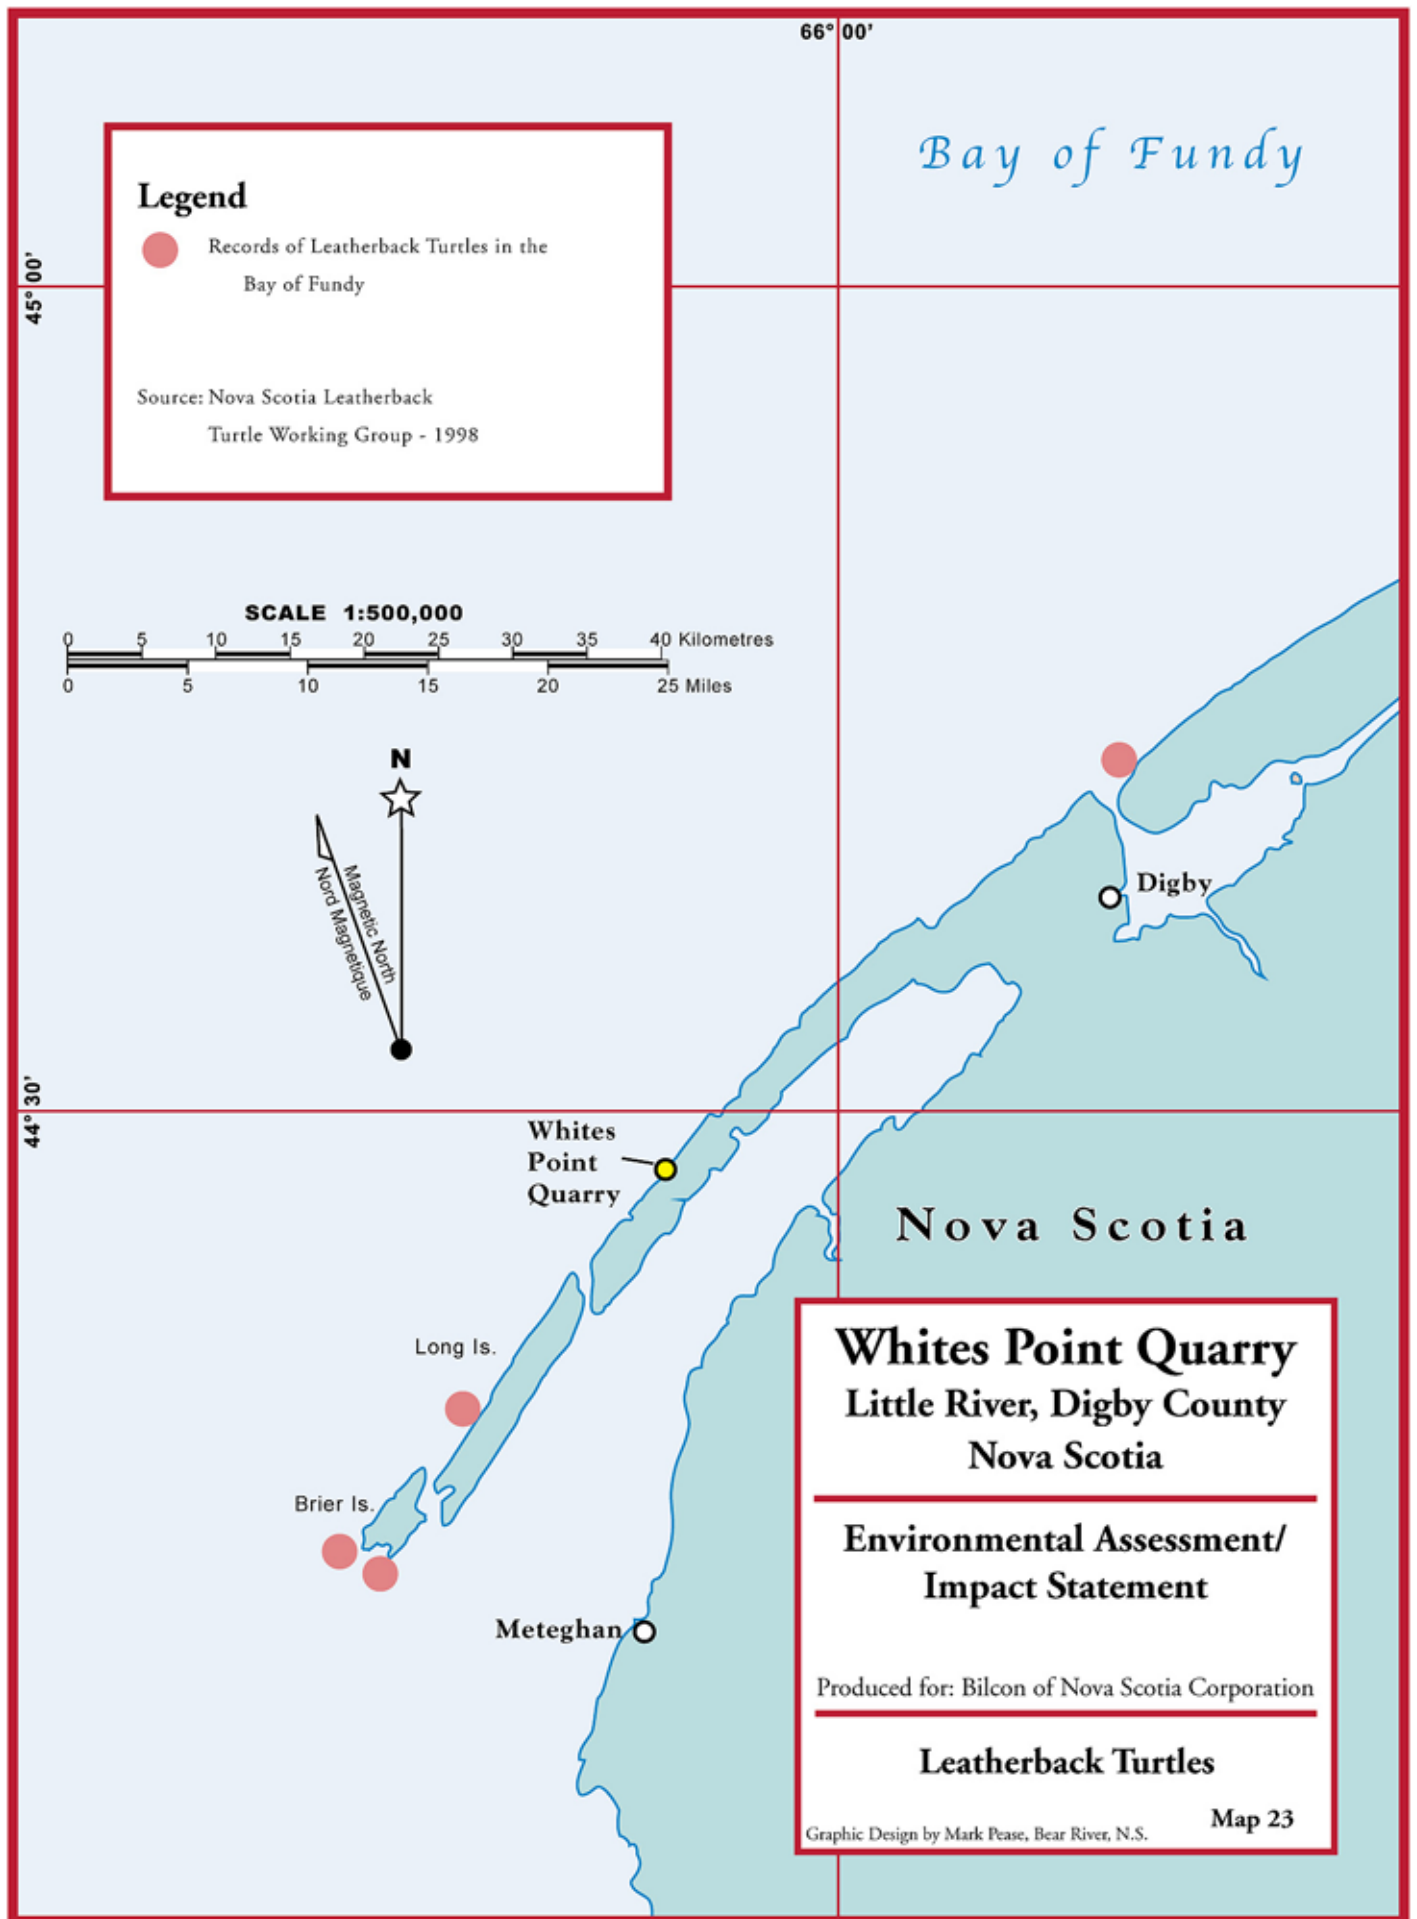 66° 00'
Bay of Fundy
Legend
Records of Leatherback Turtles in the
Bay of Fundy
45° 00'
Source: Nova Scotia Leatherback
Turtle Working Group - 1998
SCALE 1:500,000
0 5 10 15 20 25 30 35 40 Kilometres
0 5 10 15 20 25 Miles
N
Magnetic North
Nord Magnetique
Digby
44° 30'
Whites
Point
Quarry
Nova Scotia
Long Is.
Brier Is.
Meteghan
Whites Point Quarry
Little River, Digby County
Nova Scotia
Environmental Assessment/
Impact Statement
Produced for: Bilcon of Nova Scotia Corporation
Leatherback Turtles
Map 23
Graphic Design by Mark Pease, Bear River, N.S.